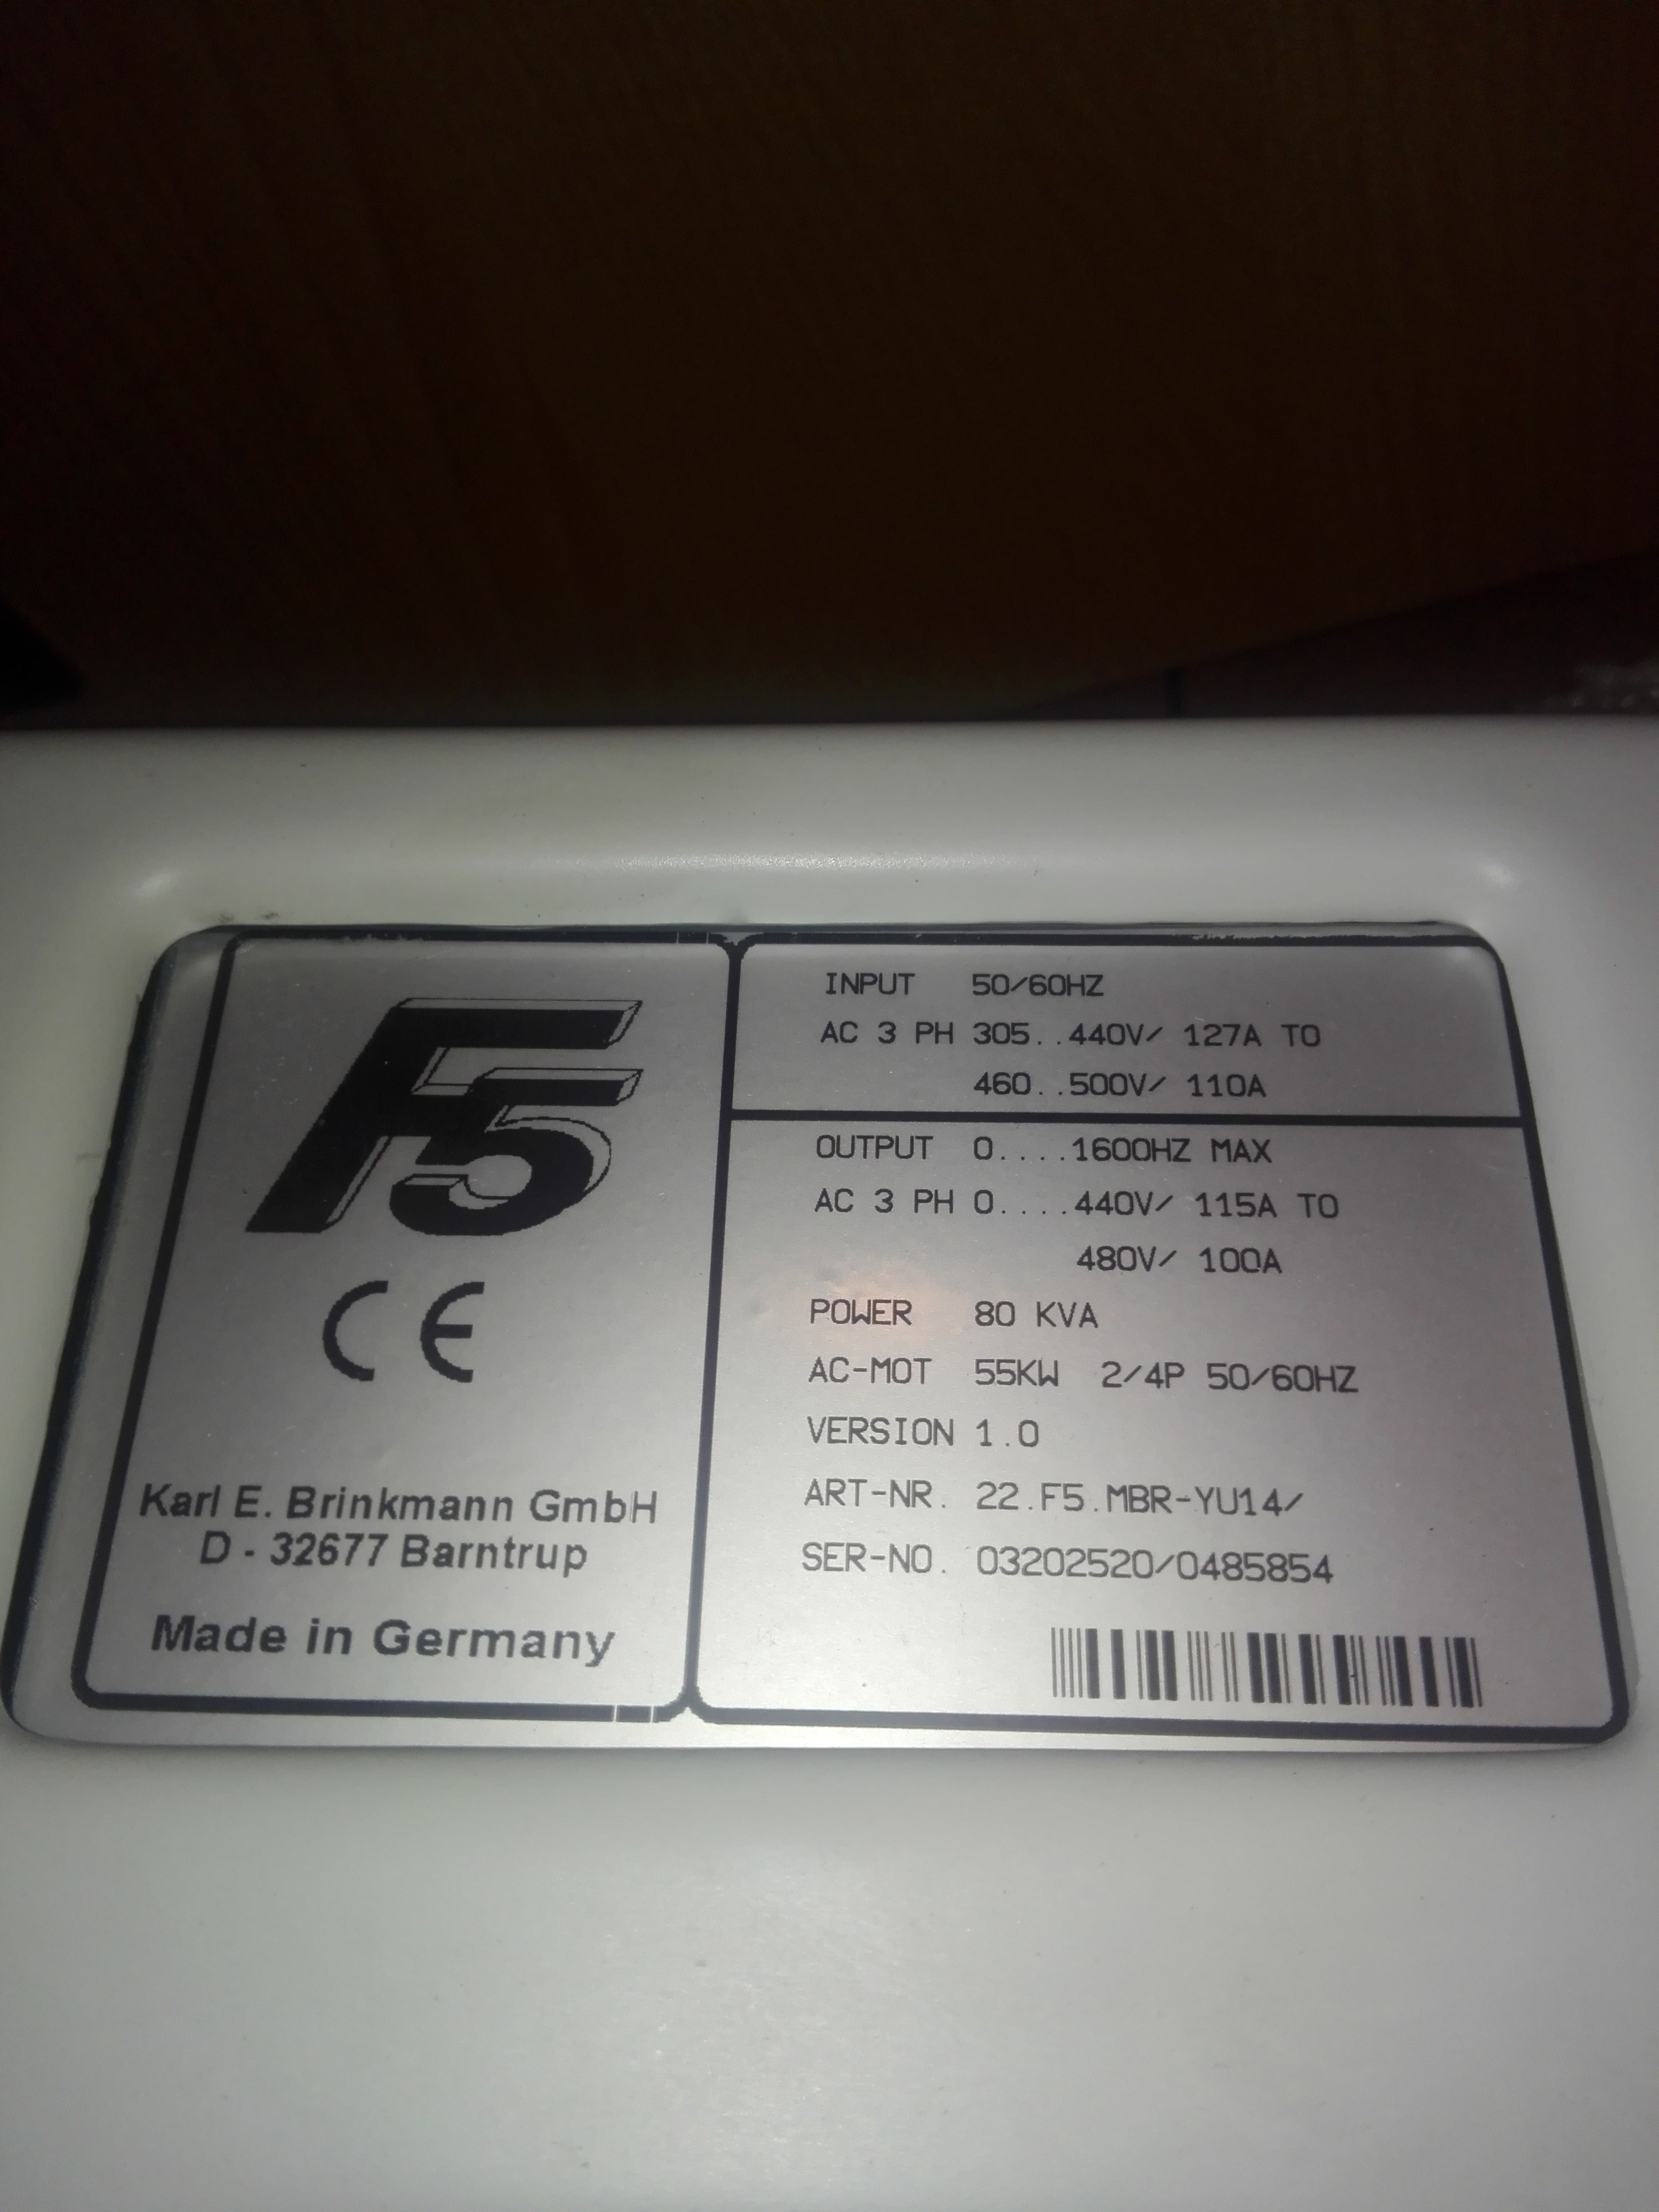 F5
CE
Karl E. Brinkmann GmbH
D - 32677 Barntrup
Made in Germany
INPUT 50/60HZ
AC 3 PH 305..440V/ 127A TO
460..500V/ 110A
OUTPUT 0....1600HZ MAX
AC 3 PH 0....440V/ 115A TO
480V/ 100A
POWER 80 KVA
AC-MOT 55KW 2/4P 50/60HZ
VERSION 1.0
ART-NR. 22.F5.MBR-YU14/
SER-NO. 03202520/0485854